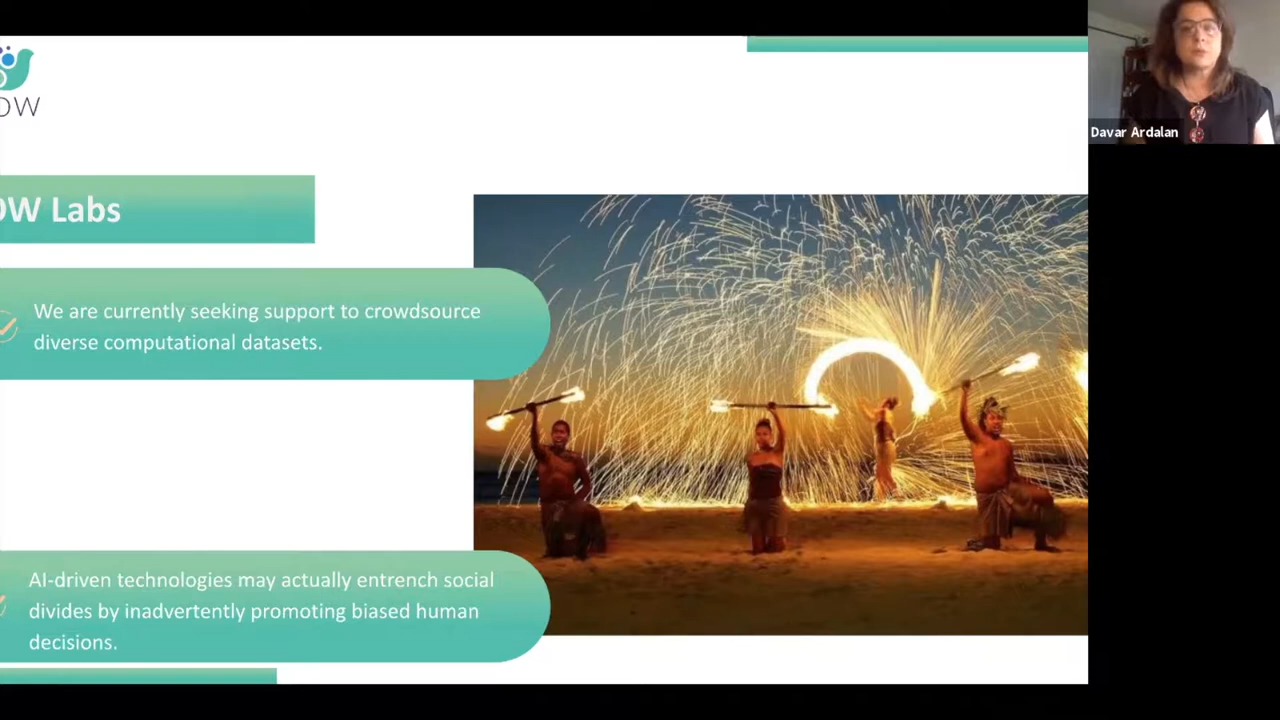 OW
OW Labs
We are currently seeking support to crowdsource
diverse computational datasets.
AI-driven technologies may actually entrench social
divides by inadvertently promoting biased human
decisions.
Davar Ardalan